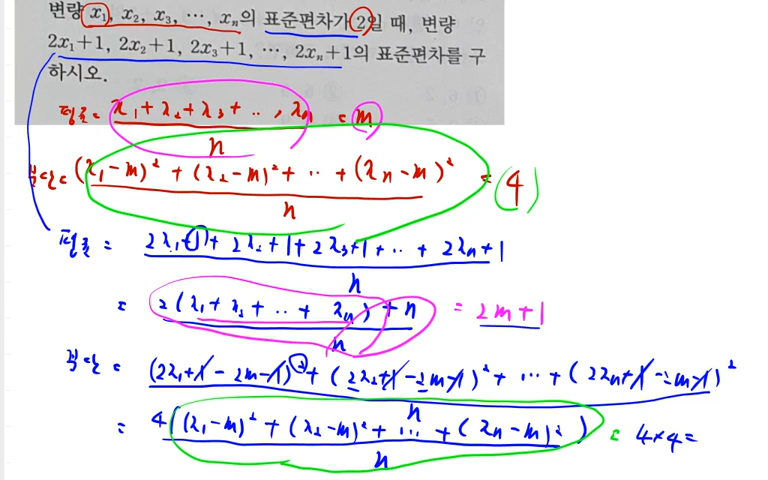 변량 x₁, x₂, x₃, ⋯, xₙ의 표준편차가 2일 때, 변량
2x₁+1, 2x₂+1, 2x₃+1, ⋯, 2xₙ+1의 표준편차를 구
하시오.
평균 = (x₁+x₂+x₃+⋯, xₙ)/n = m
분산 = ((x₁-m)²+(x₂-m)²+⋯+(xₙ-m)²)/n = 4
평균 = (2x₁+1+2x₂+1+2x₃+1+⋯+2xₙ+1)/n
= (2(x₁+x₂+⋯+xₙ)+n)/n = 2m+1
분산 = ((2x₁+1-2m-1)²+(2x₂+1-2m-1)²+⋯+(2xₙ+1-2m-1)²)/n
= 4((x₁-m)²+(x₂-m)²+⋯+(xₙ-m)²)/n = 4×4=